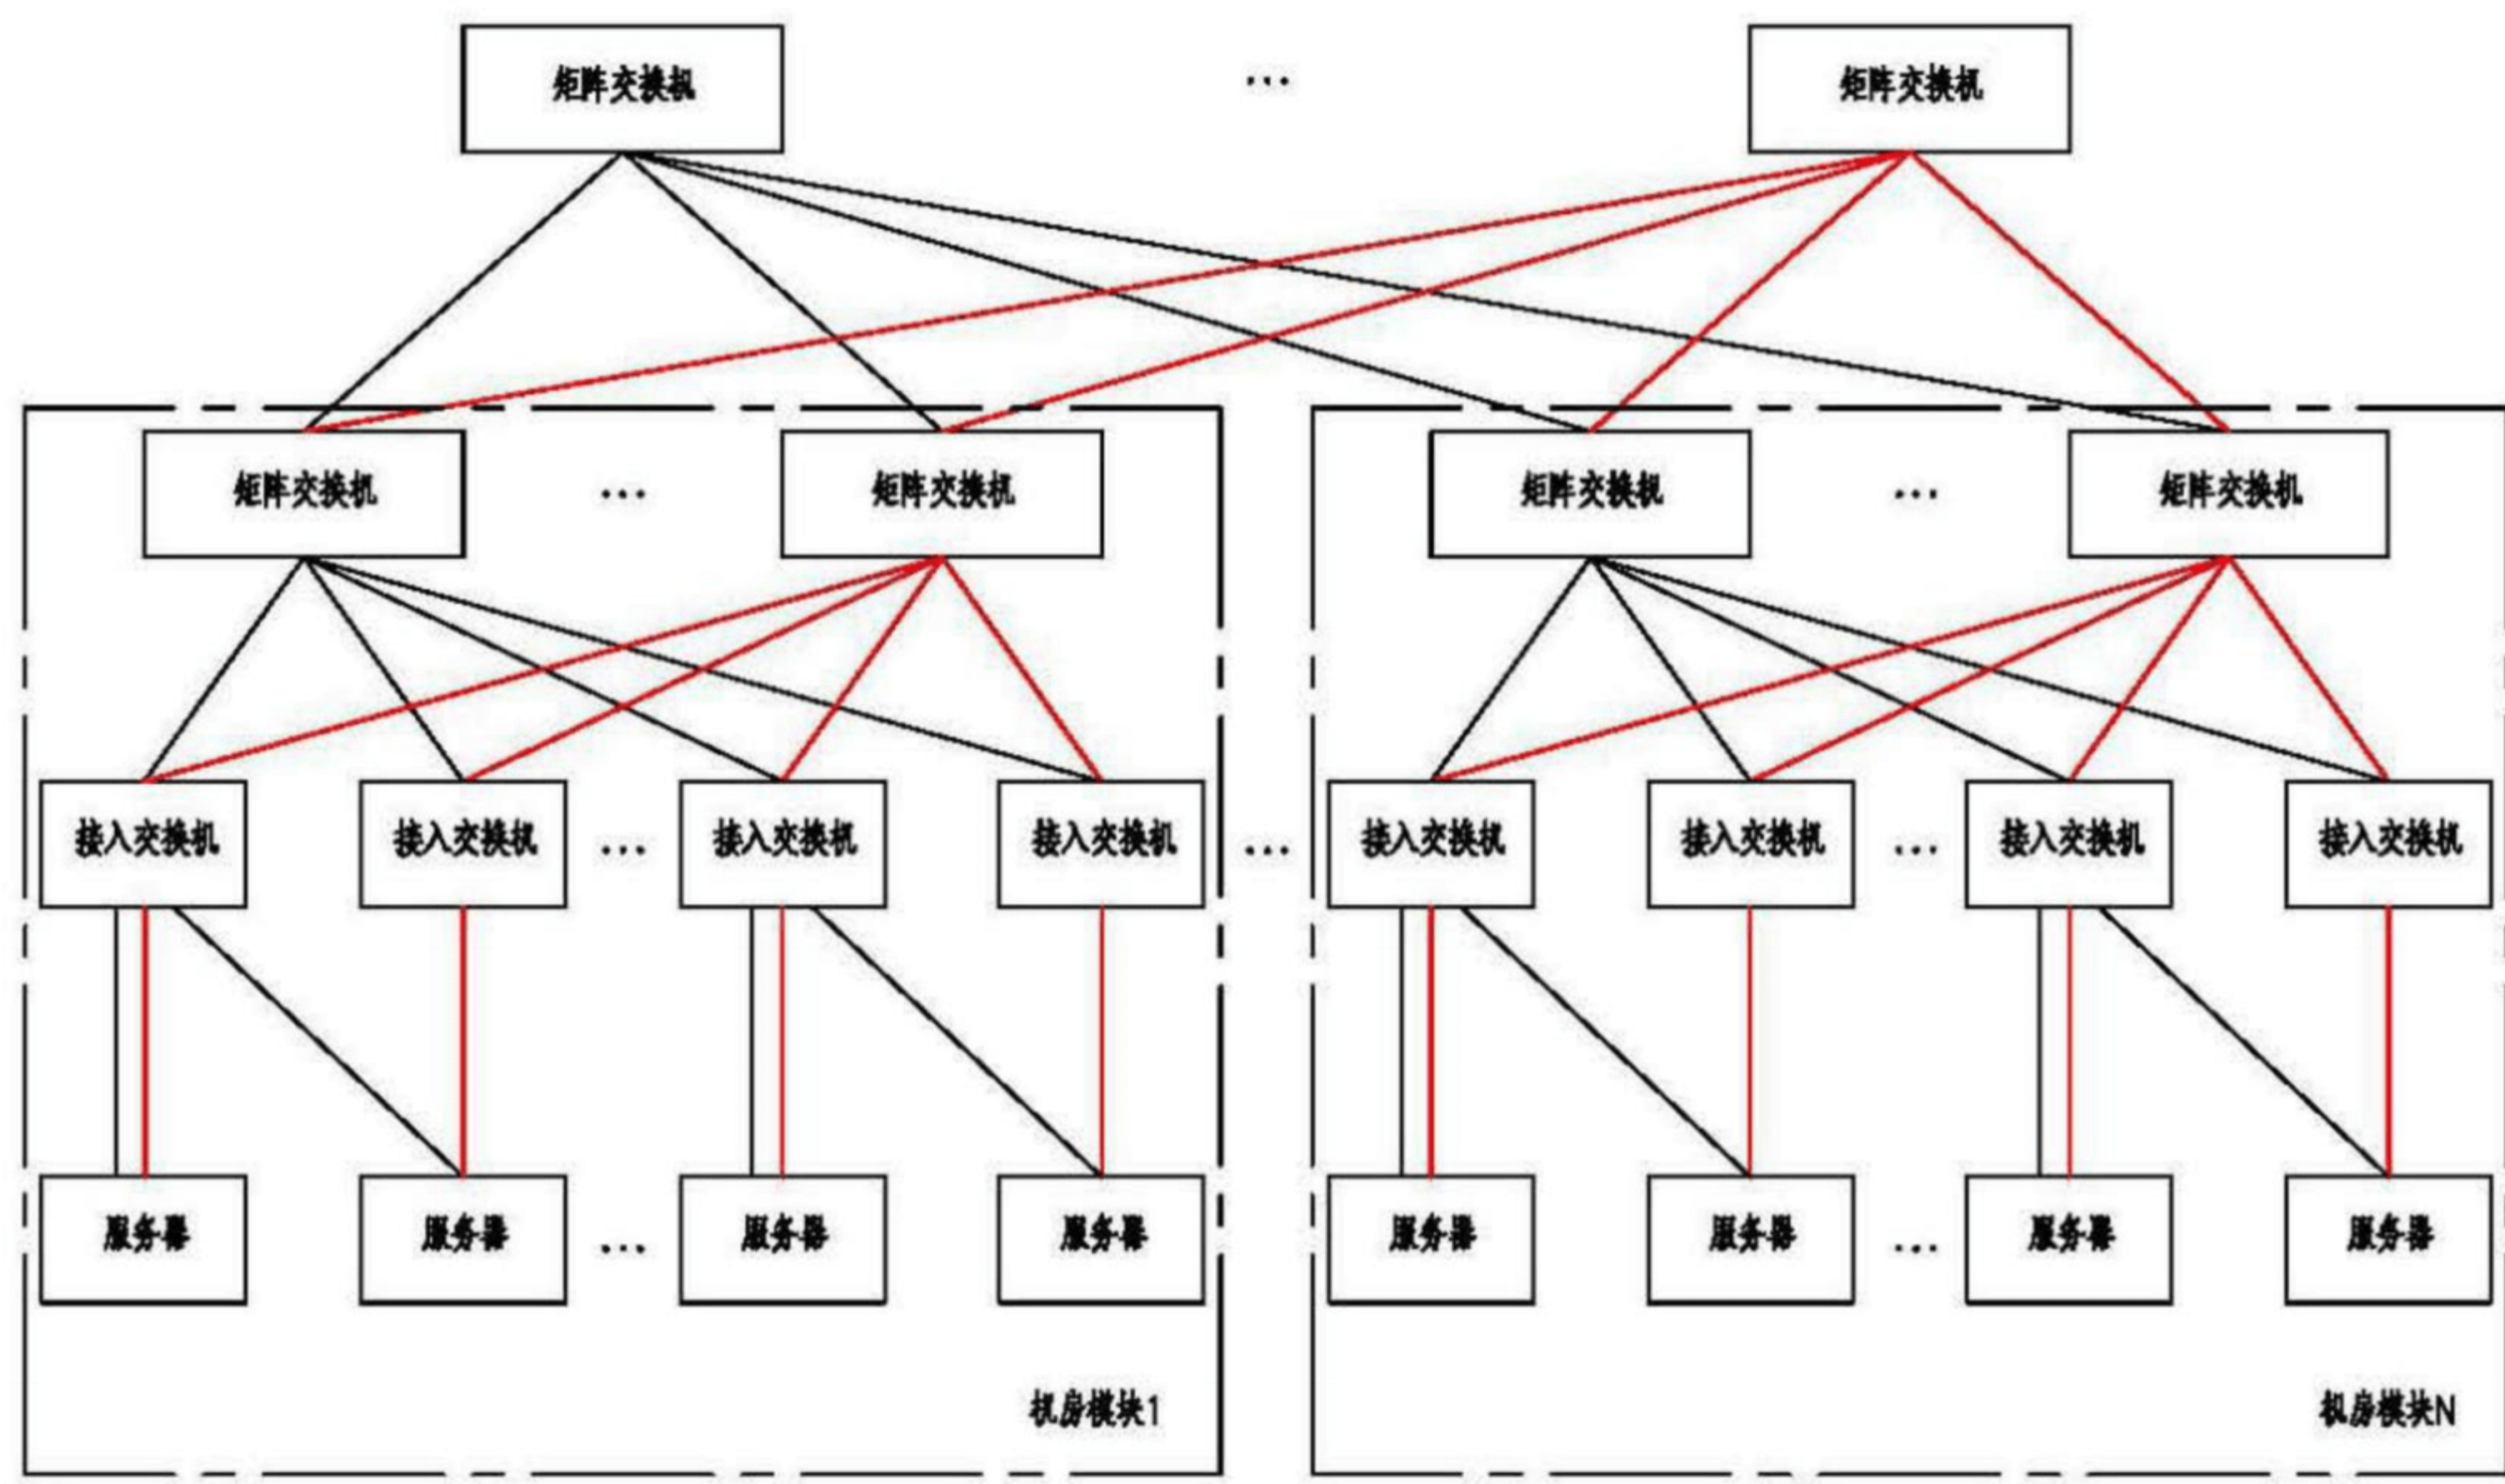 矩阵交换机 … 矩阵交换机
矩阵交换机 … 矩阵交换机 矩阵交换机 … 矩阵交换机
接入交换机 接入交换机 … 接入交换机 接入交换机 … 接入交换机 接入交换机 … 接入交换机 接入交换机
服务器 服务器 … 服务器 服务器 服务器 服务器 … 服务器 服务器
机房模块1 机房模块N